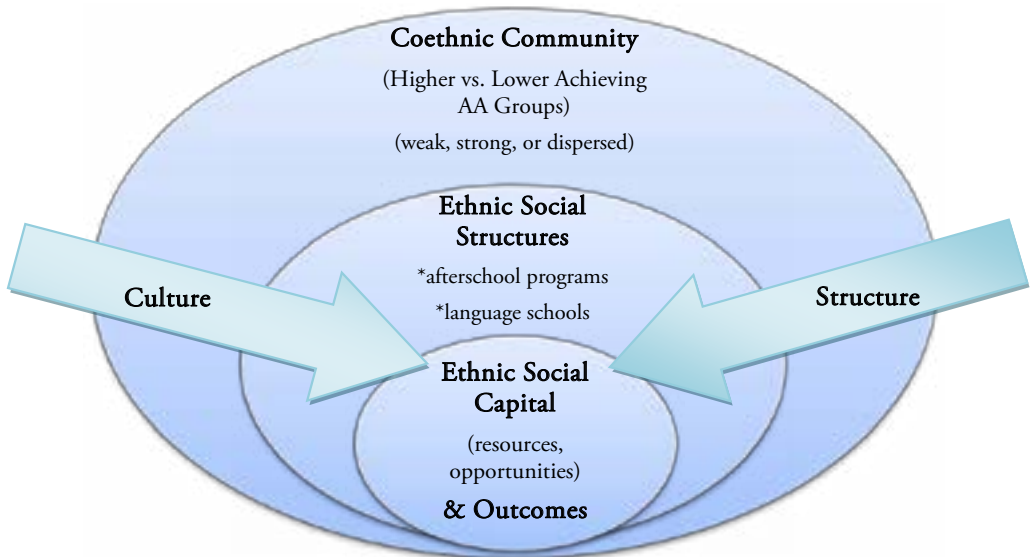 Coethnic Community
(Higher vs. Lower Achieving
AA Groups)
(weak, strong, or dispersed)
Ethnic Social
Structures
*afterschool programs
*language schools
Culture
Structure
Ethnic Social
Capital
(resources,
opportunities)
& Outcomes